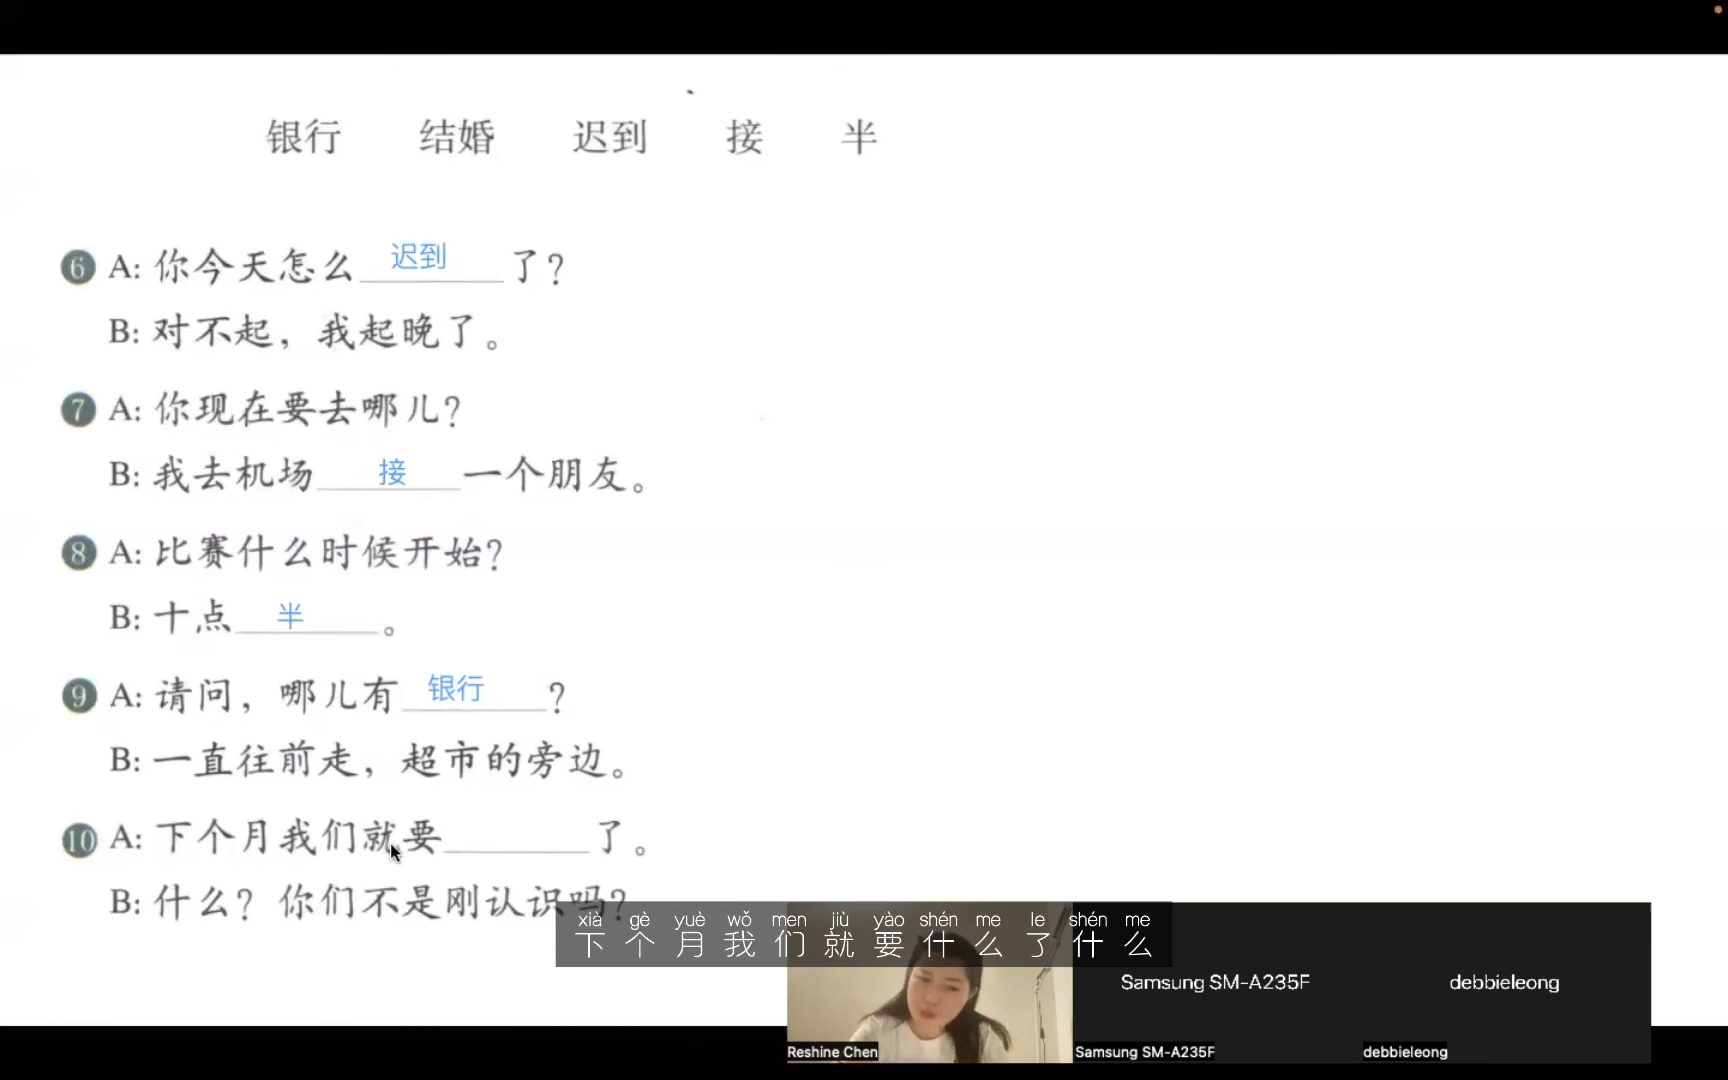 银行 结婚 迟到 接 半
6 A: 你今天怎么 迟到 了?
B: 对不起，我起晚了。
7 A: 你现在要去哪儿?
B: 我去机场 接 一个朋友。
8 A: 比赛什么时候开始?
B: 十点 半 。
9 A: 请问，哪儿有 银行 ?
B: 一直往前走，超市的旁边。
10 A: 下个月我们就要______了。
B: 什么? 你们不是刚认识吗?
xià gè yuè wǒ men jiù yào shén me le shén me
下个月我们就要什么了什么
Samsung SM-A235F debbieleong
Reshine Chen Samsung SM-A235F debbieleong